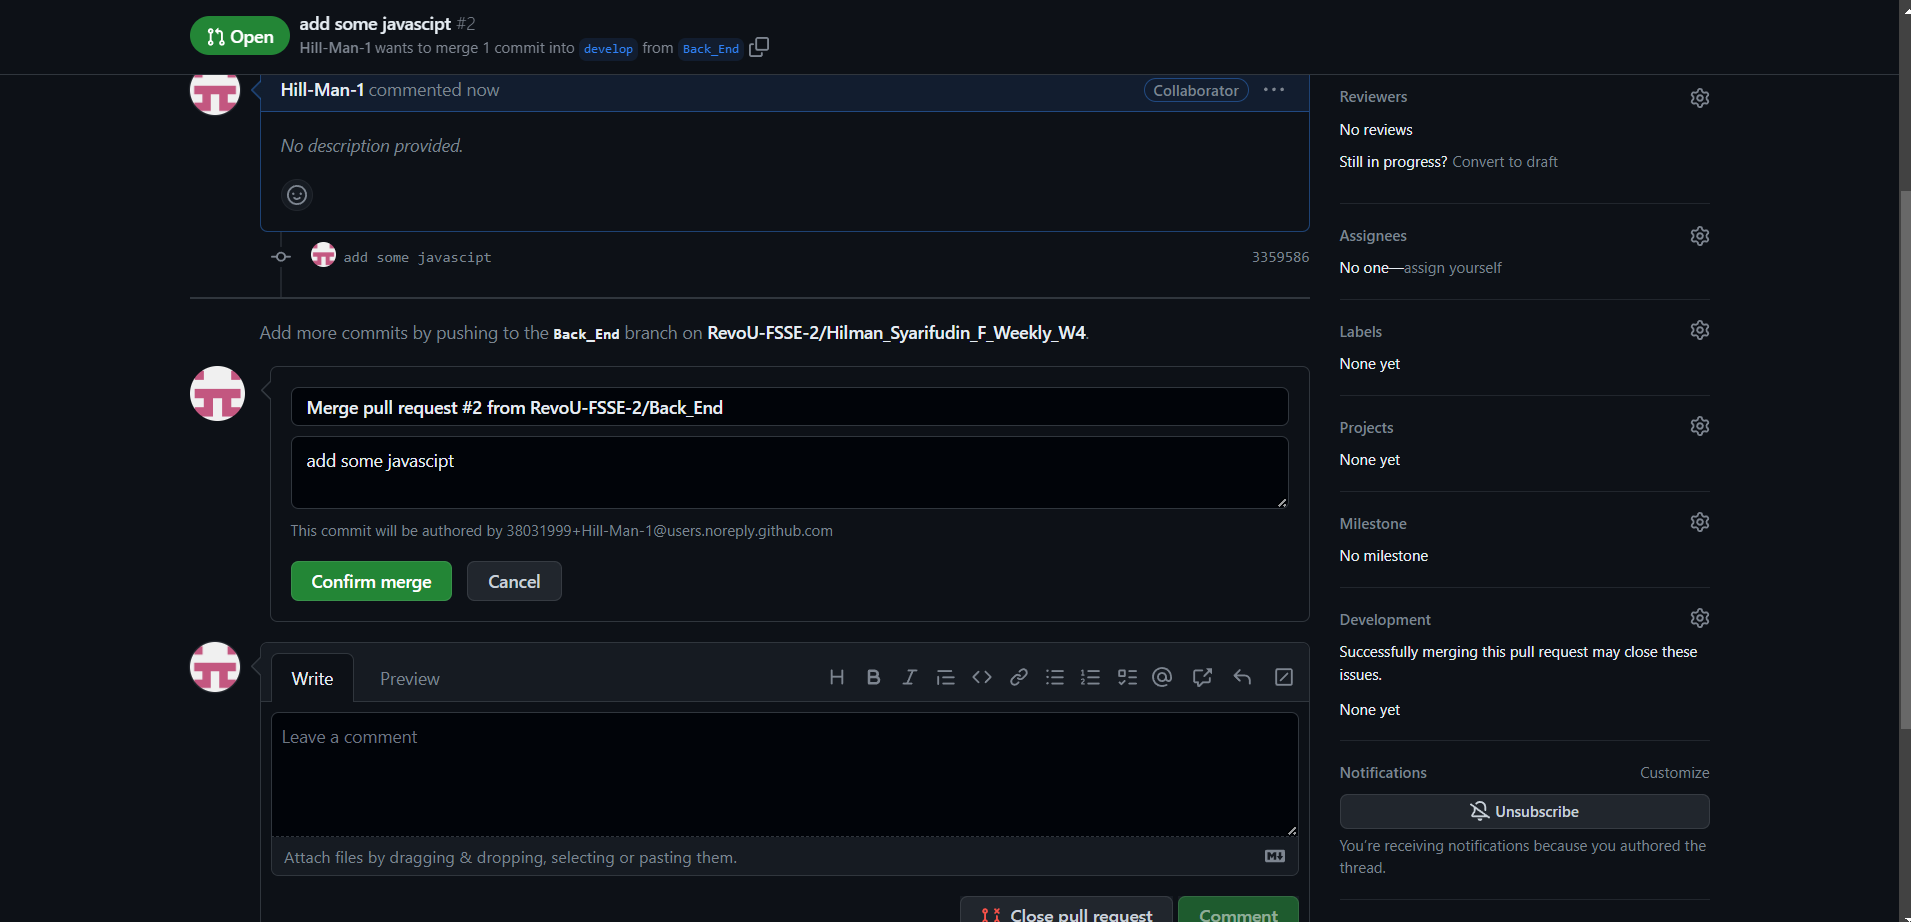 Open
add some javascipt #2
Hill-Man-1 wants to merge 1 commit into develop from Back_End
Hill-Man-1 commented now
Collaborator
No description provided.
add some javascipt
3359586
Add more commits by pushing to the Back_End branch on RevoU-FSSE-2/Hilman_Syarifudin_F_Weekly_W4.
Merge pull request #2 from RevoU-FSSE-2/Back_End
add some javascipt
This commit will be authored by 38031999+Hill-Man-1@users.noreply.github.com
Confirm merge
Cancel
Write
Preview
Leave a comment
Attach files by dragging & dropping, selecting or pasting them.
Close pull request
Comment
Reviewers
No reviews
Still in progress? Convert to draft
Assignees
No one—assign yourself
Labels
None yet
Projects
None yet
Milestone
No milestone
Development
Successfully merging this pull request may close these
issues.
None yet
Notifications
Customize
Unsubscribe
You're receiving notifications because you authored the
thread.